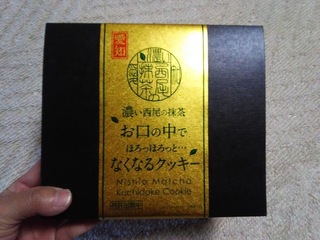 愛知
濃い西尾の抹茶
お口の中で
ほろっほろっと…
なくなるクッキー
Nishio Matcha
Kuchidoke Cookie